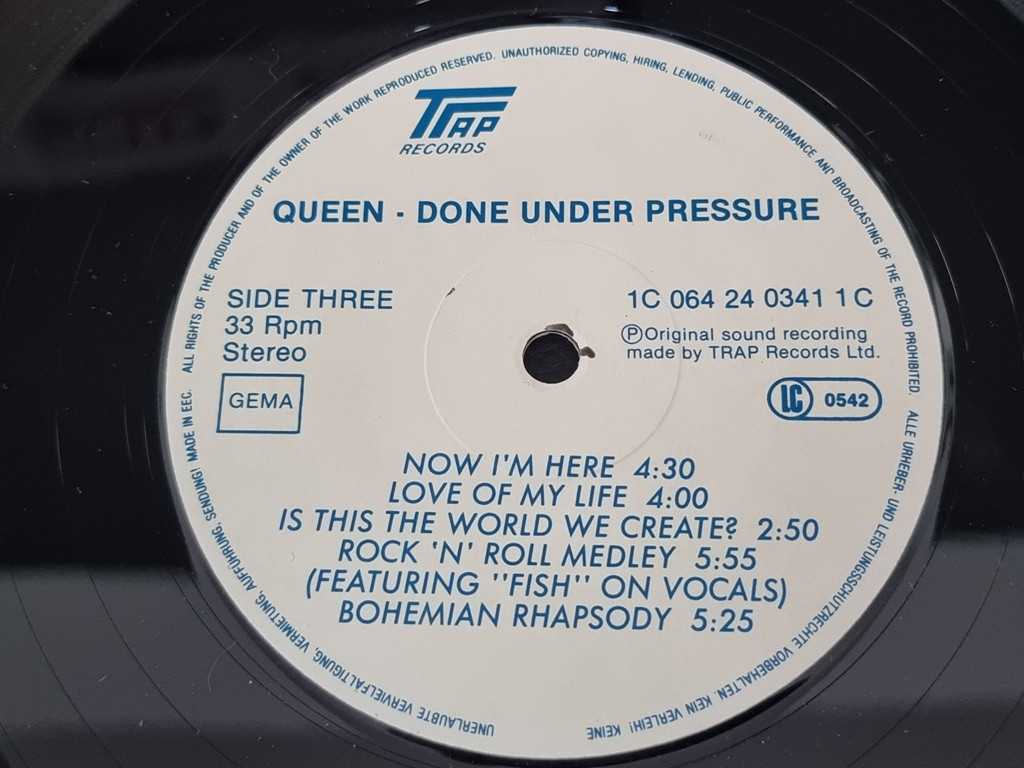 ALL RIGHTS OF THE PRODUCER AND OF THE OWNER OF THE WORK REPRODUCED RESERVED. UNAUTHORIZED COPYING, HIRING, LENDING, PUBLIC PERFORMANCE AND BROADCASTING OF THE RECORD PROHIBITED.
TRAP
RECORDS
QUEEN - DONE UNDER PRESSURE
SIDE THREE
33 Rpm
Stereo
GEMA
1C 064 24 0341 1 C
ⓅOriginal sound recording
made by TRAP Records Ltd.
LC 0542
NOW I'M HERE 4:30
LOVE OF MY LIFE 4:00
IS THIS THE WORLD WE CREATE? 2:50
ROCK 'N' ROLL MEDLEY 5:55
(FEATURING "FISH" ON VOCALS)
BOHEMIAN RHAPSODY 5:25
ALLE URHEBER- UND LEISTUNGSSCHUTZRECHTE VORBEHALTEN. KEIN VERLEIH! KEINE
UNERLAUBTE VERVIELFÄLTIGUNG, VERMIETUNG, AUFFÜHRUNG, SENDUNG! MADE IN EEC.